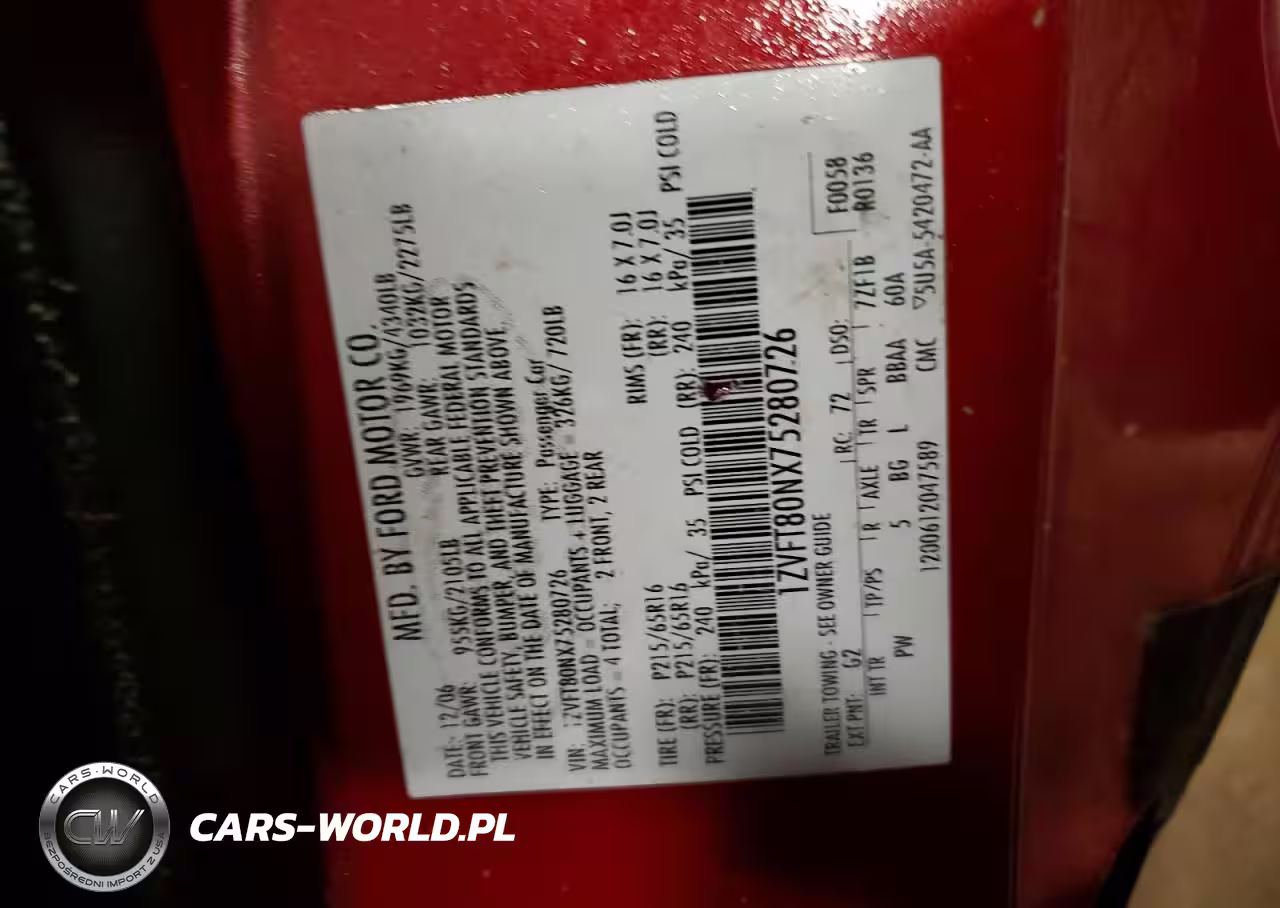 MFD. BY FORD MOTOR CO.
DATE: 12/06 GVWR: 1969KG/4340LB
FRONT GAWR: 955KG/2105LB REAR GAWR: 1032KG/2275LB
THIS VEHICLE CONFORMS TO ALL APPLICABLE FEDERAL MOTOR
VEHICLE SAFETY, BUMPER, AND THEFT PREVENTION STANDARDS
IN EFFECT ON THE DATE OF MANUFACTURE SHOWN ABOVE.
VIN: 1ZVFT80NX75280726 TYPE: Passenger Car
MAXIMUM LOAD = OCCUPANTS + LUGGAGE = 326KG/ 720LB
OCCUPANTS = 4 TOTAL; 2 FRONT, 2 REAR
RIMS (FR): 16 X 7.0J
TIRE (FR): P215/65R16 (RR): 16 X 7.0J
(RR): P215/65R16 kPa/ 35 PSI COLD
PRESSURE (FR): 240 kPa/ 35 PSI COLD (RR): 240
1ZVFT80NX75280726
TRAILER TOWING - SEE OWNER GUIDE
F0058
R0136
EXT PNT: G2 RC: 72 DSO:
INT TR TP/PS R AXLE TR SPR 7ZF1B
PW 5 BG L BBAA 60A
1200612047589 CMC ▽5U5A-5420472-AA
CARS-WORLD
CW
BEZPOŚREDNI IMPORT Z USA
CARS-WORLD.PL